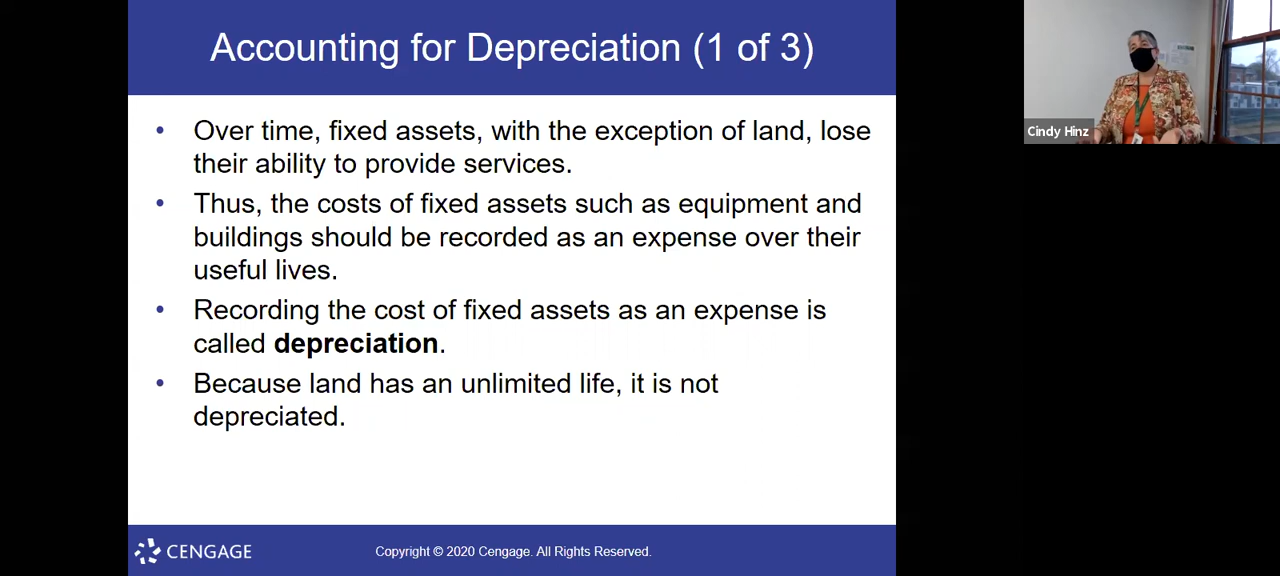 Accounting for Depreciation (1 of 3)
• Over time, fixed assets, with the exception of land, lose
their ability to provide services.
• Thus, the costs of fixed assets such as equipment and
buildings should be recorded as an expense over their
useful lives.
• Recording the cost of fixed assets as an expense is
called depreciation.
• Because land has an unlimited life, it is not
depreciated.
CENGAGE
Copyright © 2020 Cengage. All Rights Reserved.
Cindy Hinz